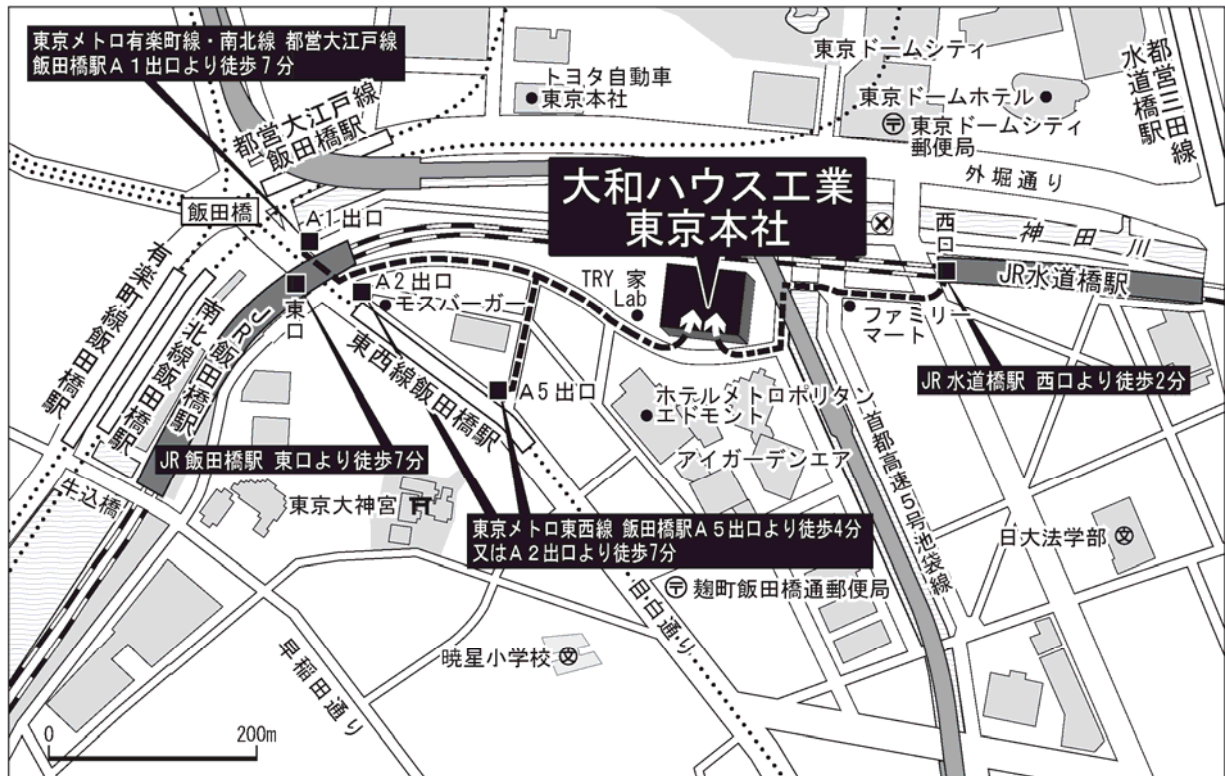 東京メトロ有楽町線・南北線 都営大江戸線
飯田橋駅A1出口より徒歩7分
トヨタ自動車
東京本社
東京ドームシティ
東京ドームホテル
東京ドームシティ
郵便局
都営三田線
水道橋駅
都営大江戸線
飯田橋駅
外堀通り
大和ハウス工業
東京本社
飯田橋
A1出口
西口
神田川
JR水道橋駅
A2出口
モスバーガー
TRY 家
Lab
ファミリー
マート
東口
有楽町線飯田橋駅
南北線飯田橋駅
JR飯田橋駅
東西線飯田橋駅
A5出口
JR水道橋駅 西口より徒歩2分
ホテルメトロポリタン
エドモント
アイガーデンエア
首都高速5号池袋線
JR飯田橋駅 東口より徒歩7分
牛込橋
東京大神宮
東京メトロ東西線 飯田橋駅A5出口より徒歩4分
又はA2出口より徒歩7分
日大法学部
文
〒
麹町飯田橋通郵便局
目白通り
暁星小学校
文
早稲田通り
0
200m